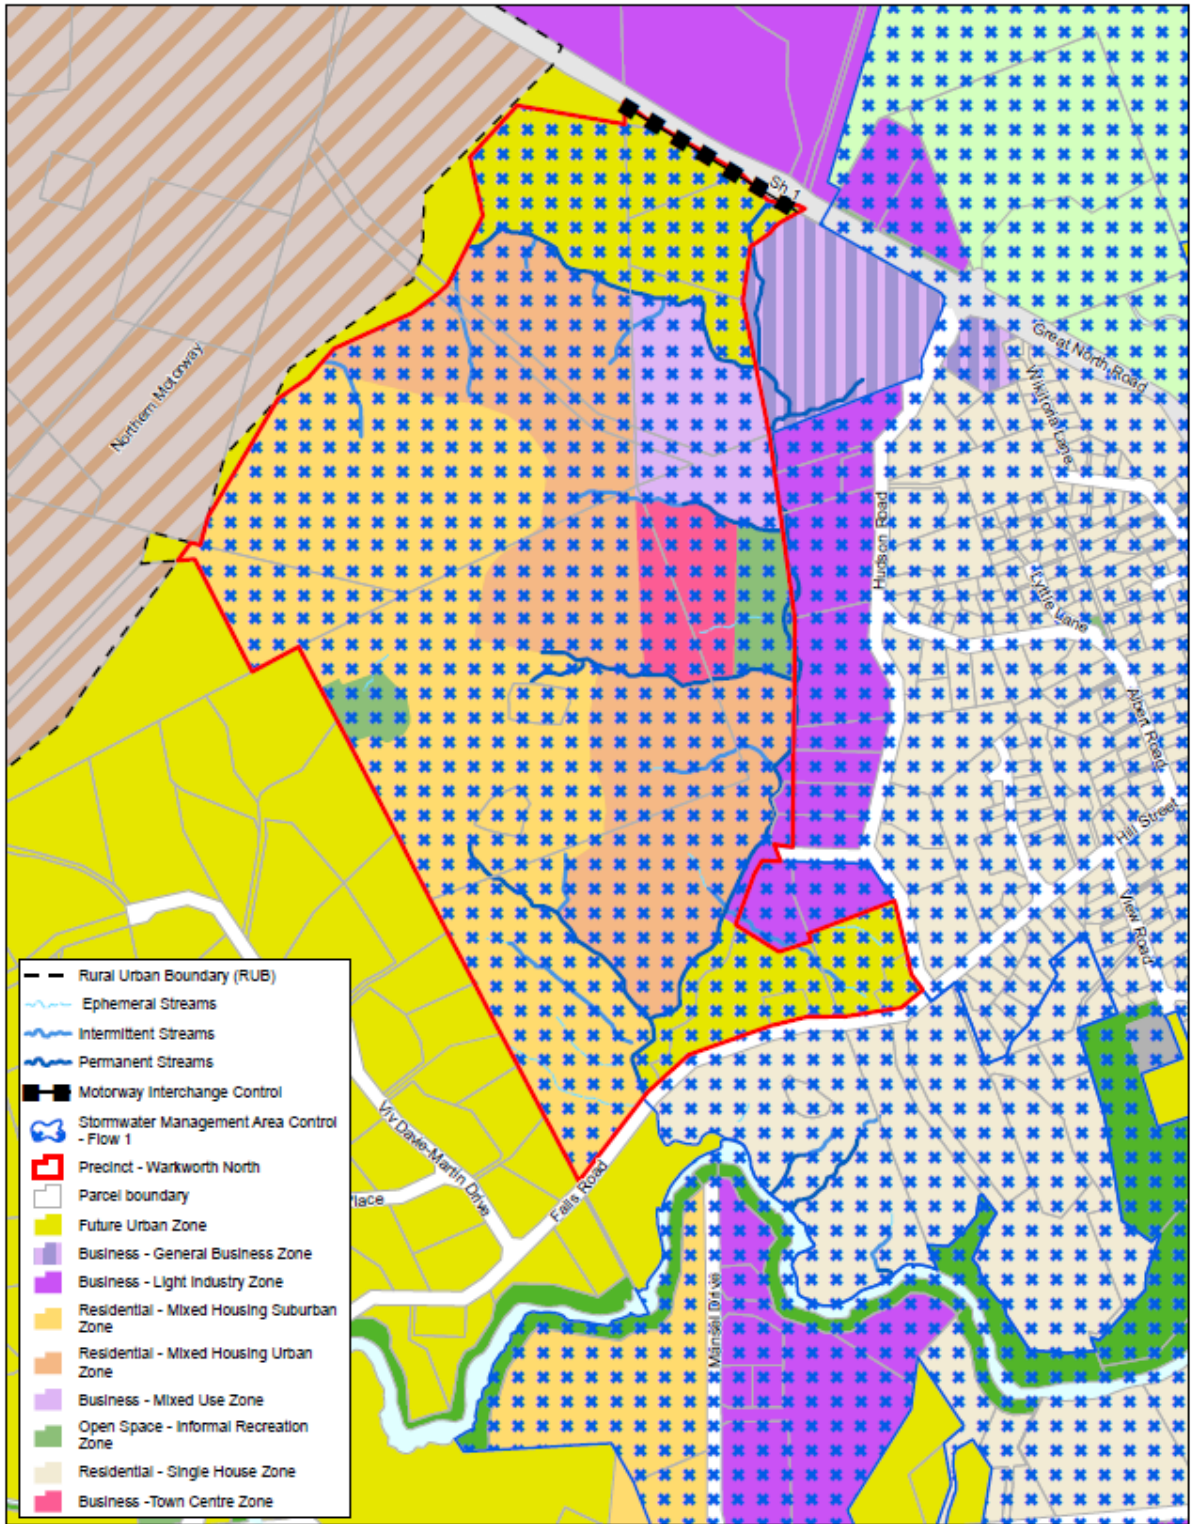 Sh 1
Great North Road
Wikitoria Lane
Northern Motorway
Hudson Road
Lyttle Lane
Albert Road
Hill Street
View Road
Viv Davie-Martin Drive
Place
Falls Road
Mansel Drive
Rural Urban Boundary (RUB)
Ephemeral Streams
Intermittent Streams
Permanent Streams
Motorway Interchange Control
Stormwater Management Area Control
- Flow 1
Precinct - Warkworth North
Parcel boundary
Future Urban Zone
Business - General Business Zone
Business - Light Industry Zone
Residential - Mixed Housing Suburban
Zone
Residential - Mixed Housing Urban
Zone
Business - Mixed Use Zone
Open Space - Informal Recreation
Zone
Residential - Single House Zone
Business -Town Centre Zone